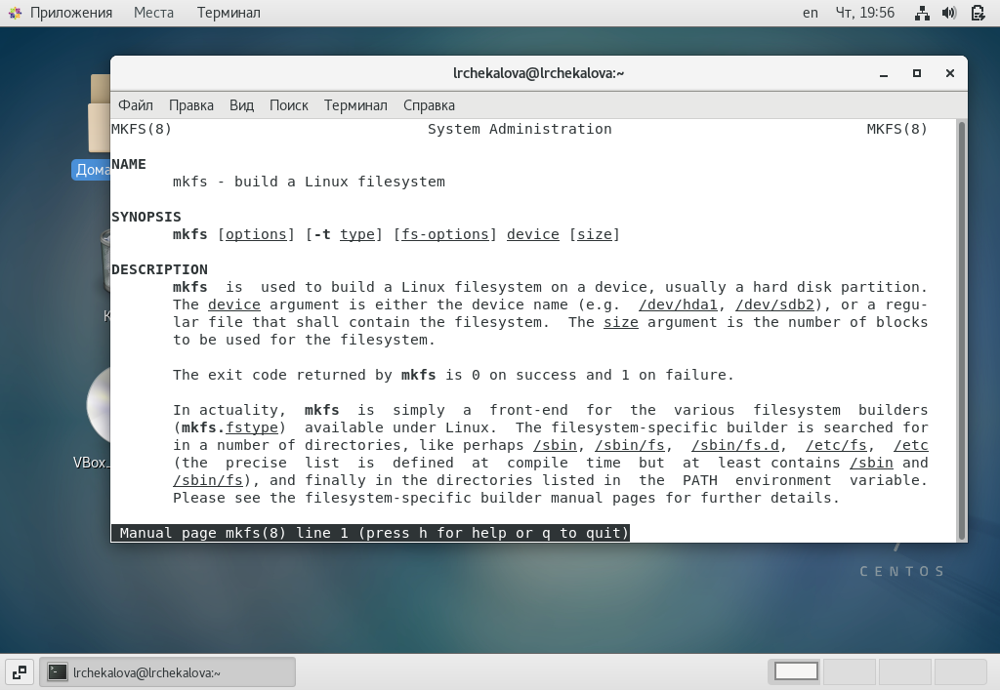 Приложения Места Терминал en Чт, 19:56
lrchekalova@lrchekalova:~
Файл Правка Вид Поиск Терминал Справка
MKFS(8) System Administration MKFS(8)
NAME
mkfs - build a Linux filesystem
SYNOPSIS
mkfs [options] [-t type] [fs-options] device [size]
DESCRIPTION
mkfs is used to build a Linux filesystem on a device, usually a hard disk partition.
The device argument is either the device name (e.g. /dev/hda1, /dev/sdb2), or a regu-
lar file that shall contain the filesystem. The size argument is the number of blocks
to be used for the filesystem.
The exit code returned by mkfs is 0 on success and 1 on failure.
In actuality, mkfs is simply a front-end for the various filesystem builders
(mkfs.fstype) available under Linux. The filesystem-specific builder is searched for
in a number of directories, like perhaps /sbin, /sbin/fs, /sbin/fs.d, /etc/fs, /etc
(the precise list is defined at compile time but at least contains /sbin and
/sbin/fs), and finally in the directories listed in the PATH environment variable.
Please see the filesystem-specific builder manual pages for further details.
Manual page mkfs(8) line 1 (press h for help or q to quit)
Дома
К
VBox_
7
CENTOS
lrchekalova@lrchekalova:~